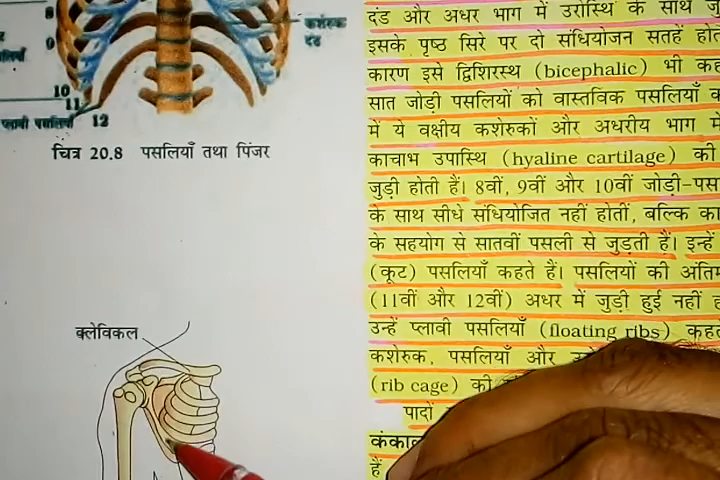 8
9
10
11
12
कशेरुक
दंड
प्लावी पसलियाँ
चित्र 20.8 पसलियाँ तथा पिंजर
क्लेविकल
दंड और अधर भाग में उरोस्थि के साथ
इसके पृष्ठ सिरे पर दो संधियोजन सतहें
कारण इसे द्विशिरस्थ (bicephalic) भी
सात जोड़ी पसलियों को वास्तविक पसलियाँ
में ये वक्षीय कशेरुकों और अधरीय भाग में
काचाभ उपास्थि (hyaline cartilage) की
जुड़ी होती हैं। 8वीं, 9वीं और 10वीं जोड़ी-पस
के साथ सीधे संधियोजित नहीं होतीं, बल्कि का
के सहयोग से सातवीं पसली से जुड़ती हैं। इन्हें
(कूट) पसलियाँ कहते हैं। पसलियों की अंतिम
(11वीं और 12वीं) अधर में जुड़ी हुई नहीं
उन्हें प्लावी पसलियाँ (floating ribs) कहते
कशेरुक, पसलियाँ और
(rib cage) की
पादों
कंकाल
हैं